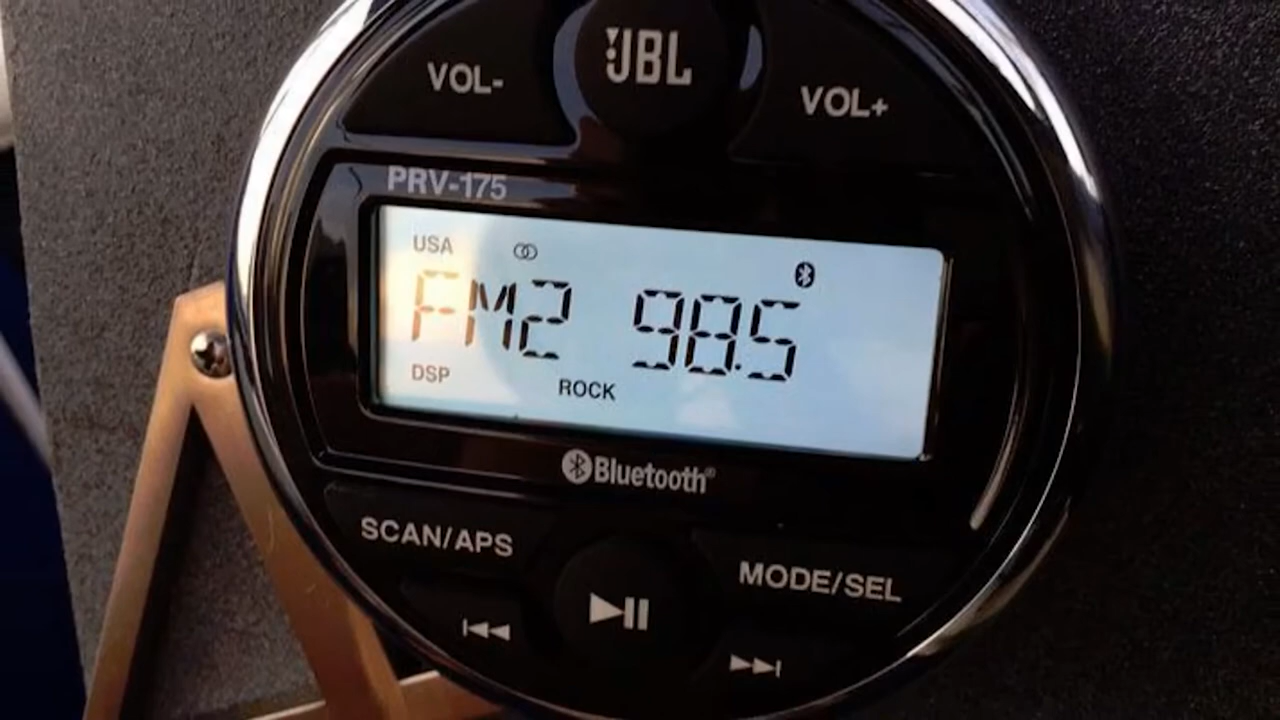 JBL
VOL- VOL+
PRV-175
USA
FM2 98.5
DSP ROCK
Bluetooth®
SCAN/APS
MODE/SEL